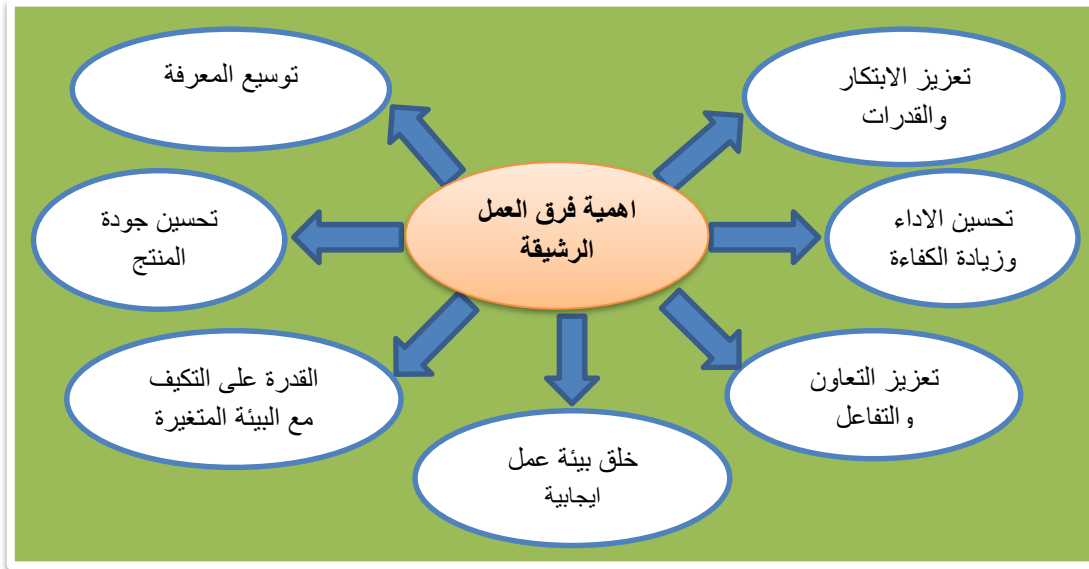 اهمية فرق العمل
الرشيقة
تعزيز الابتكار
والقدرات
تحسين الاداء
وزيادة الكفاءة
تعزيز التعاون
والتفاعل
خلق بيئة عمل
ايجابية
القدرة على التكيف
مع البيئة المتغيرة
تحسين جودة
المنتج
توسيع المعرفة